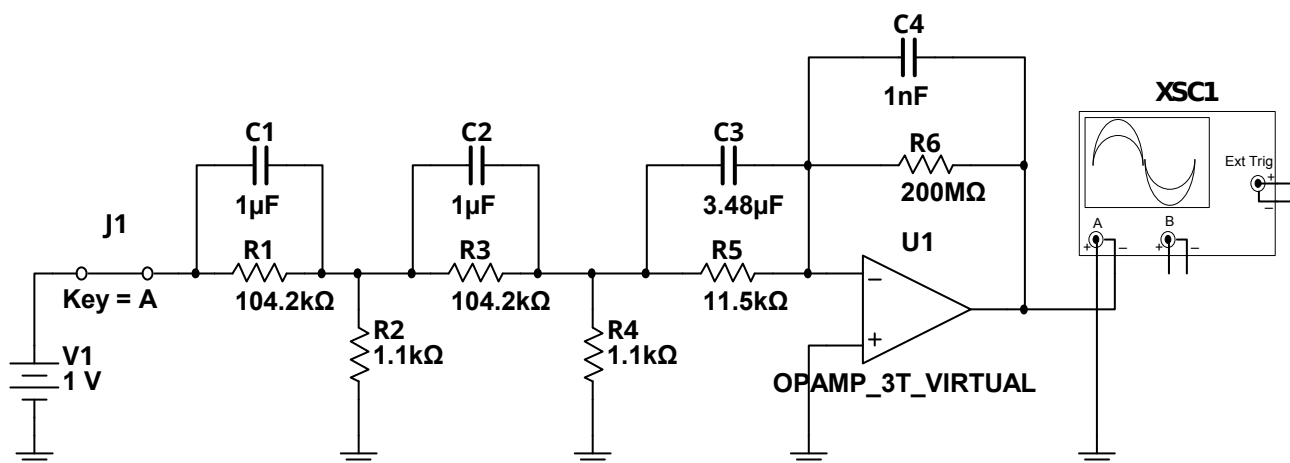 C4
1nF
XSC1
C1
C2
C3
R6
Ext Trig
+
1µF
1µF
3.48µF
200MΩ
–
J1
A
B
R1
R3
R5
U1
+
–
+
–
Key = A
104.2kΩ
104.2kΩ
11.5kΩ
–
R2
1.1kΩ
R4
1.1kΩ
+
V1
1 V
OPAMP_3T_VIRTUAL